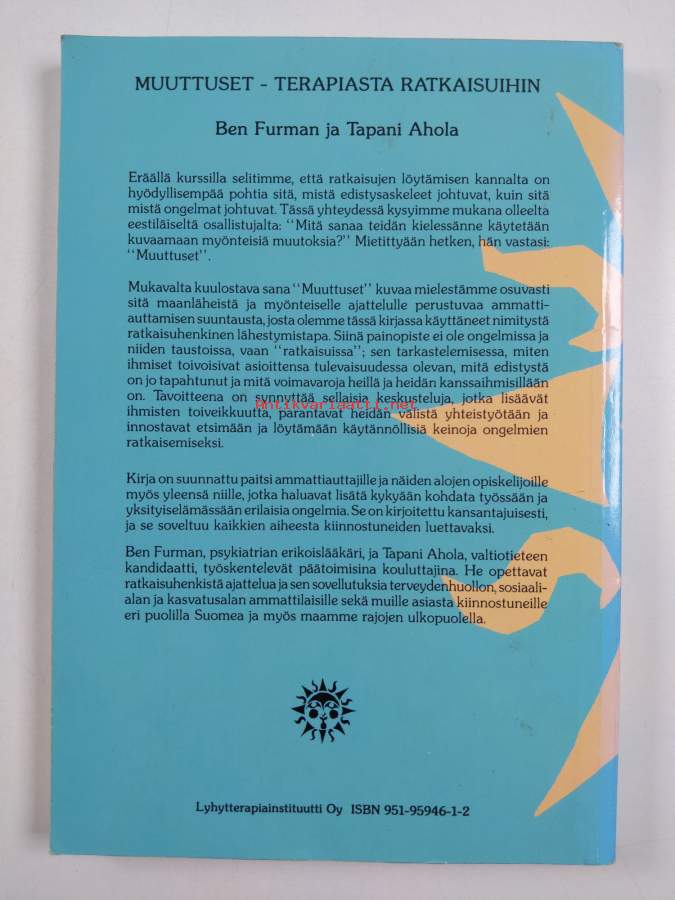 MUUTTUSET - TERAPIASTA RATKAISUIHIN
Ben Furman ja Tapani Ahola
Eräällä kurssilla selitimme, että ratkaisujen löytämisen kannalta on
hyödyllisempää pohtia sitä, mistä edistysaskeleet johtuvat, kuin sitä
mistä ongelmat johtuvat. Tässä yhteydessä kysyimme mukana olleelta
eestiläiseltä osallistujalta: "Mitä sanaa teidän kielessänne käytetään
kuvaamaan myönteisiä muutoksia?" Mietittyään hetken, hän vastasi:
"Muuttuset".
Mukavalta kuulostava sana "Muuttuset" kuvaa mielestämme osuvasti
sitä maanläheistä ja myönteiselle ajattelulle perustuvaa ammatti-
auttamisen suuntausta, josta olemme tässä kirjassa käyttäneet nimitystä
ratkaisuhenkinen lähestymistapa. Siinä painopiste ei ole ongelmissa ja
niiden taustoissa, vaan "ratkaisuissa"; sen tarkastelemisessa, miten
ihmiset toivoisivat asioittensa tulevaisuudessa olevan, mitä edistystä
on jo tapahtunut ja mitä voimavaroja heillä ja heidän kanssaihmisillään
on. Tavoitteena on synnyttää sellaisia keskusteluja, jotka lisäävät
Antikvariaatti.net
ihmisten toiveikkuutta, parantavat heidän välistä yhteistyötään ja
innostavat etsimään ja löytämään käytännöllisiä keinoja ongelmien
ratkaisemiseksi.
Kirja on suunnattu paitsi ammattiauttajille ja näiden alojen opiskelijoille
myös yleensä niille, jotka haluavat lisätä kykyään kohdata työssään ja
yksityiselämässään erilaisia ongelmia. Se on kirjoitettu kansantajuisesti,
ja se soveltuu kaikkien aiheesta kiinnostuneiden luettavaksi.
Ben Furman, psykiatrian erikoislääkäri, ja Tapani Ahola, valtiotieteen
kandidaatti, työskentelevät päätoimisina kouluttajina. He opettavat
ratkaisuhenkistä ajattelua ja sen sovellutuksia terveydenhuollon, sosiaali-
alan ja kasvatusalan ammattilaisille sekä muille asiasta kiinnostuneille
eri puolilla Suomea ja myös maamme rajojen ulkopuolella.
Lyhytterapiainstituutti Oy ISBN 951-95946-1-2